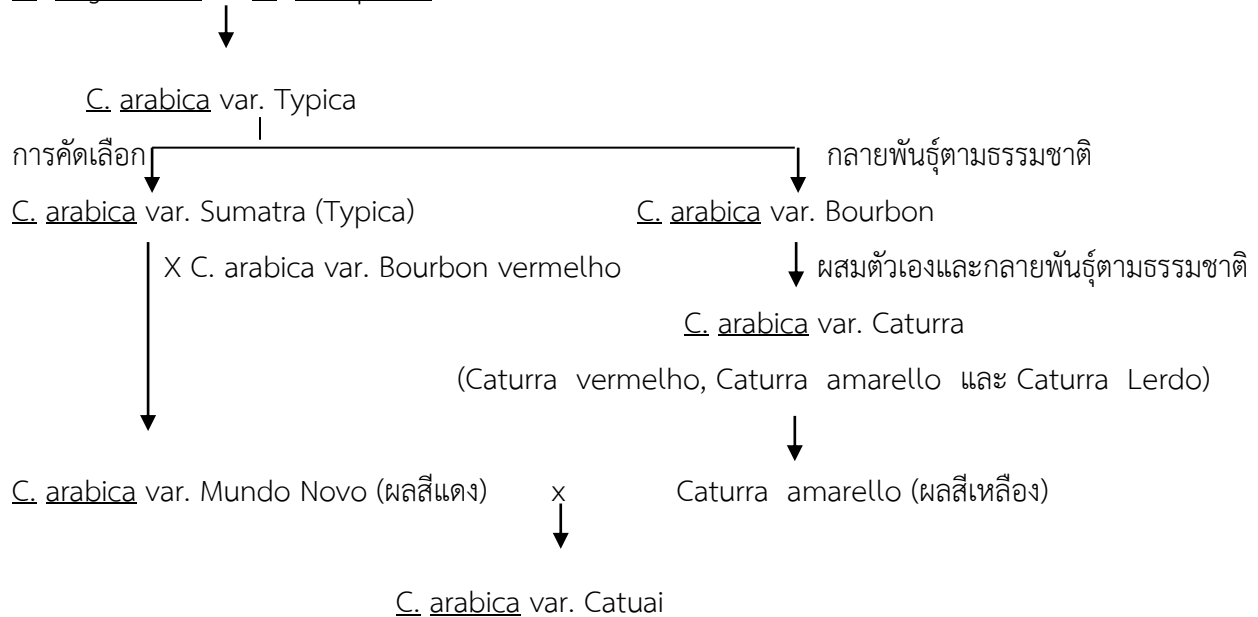 C. arabica var. Typica
การคัดเลือก กลายพันธุ์ตามธรรมชาติ
C. arabica var. Sumatra (Typica) C. arabica var. Bourbon
X C. arabica var. Bourbon vermelho ผสมตัวเองและกลายพันธุ์ตามธรรมชาติ
C. arabica var. Caturra
(Caturra vermelho, Caturra amarello และ Caturra Lerdo)
C. arabica var. Mundo Novo (ผลสีแดง) x Caturra amarello (ผลสีเหลือง)
C. arabica var. Catuai